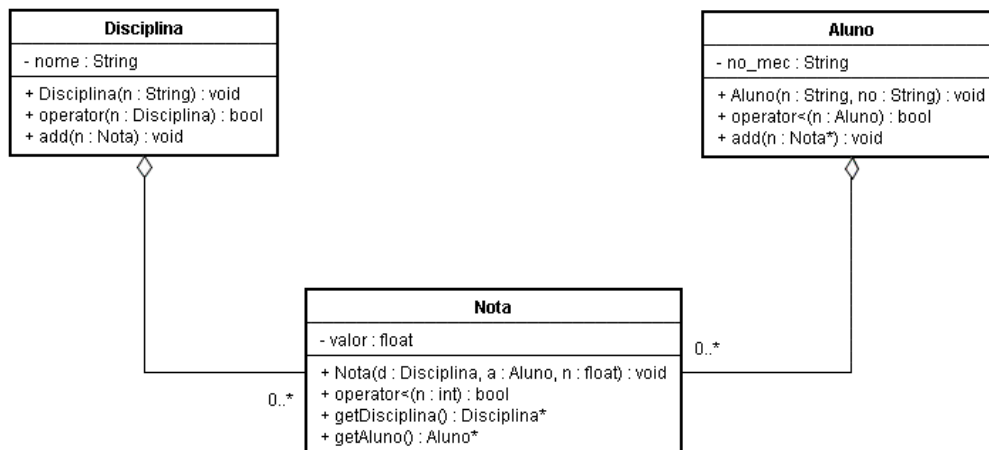 Disciplina
- nome : String
+ Disciplina(n : String) : void
+ operator(n : Disciplina) : bool
+ add(n : Nota) : void
Aluno
- no_mec : String
+ Aluno(n : String, no : String) : void
+ operator<(n : Aluno) : bool
+ add(n : Nota*) : void
Nota
- valor : float
+ Nota(d : Disciplina, a : Aluno, n : float) : void
+ operator<(n : int) : bool
+ getDisciplina() : Disciplina*
+ getAluno() : Aluno*
0..*
0..*